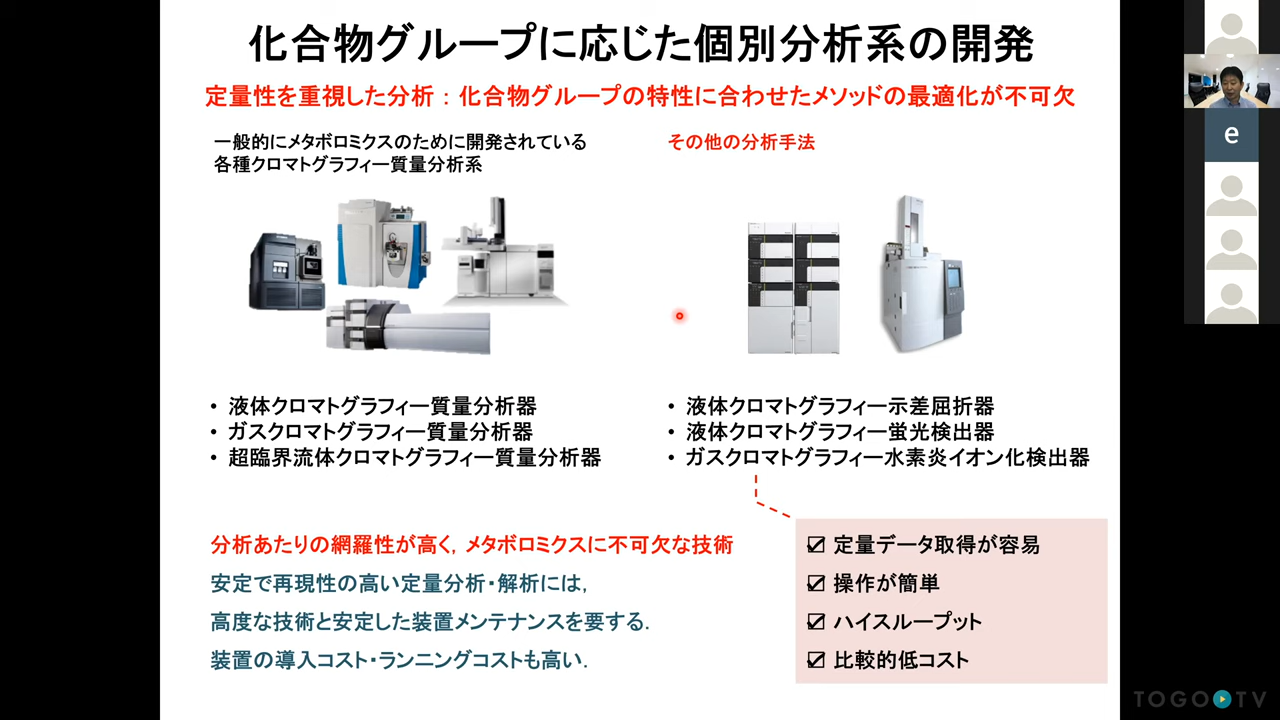 化合物グループに応じた個別分析系の開発
定量性を重視した分析：化合物グループの特性に合わせたメソッドの最適化が不可欠
一般的にメタボロミクスのために開発されている
各種クロマトグラフィー質量分析系
その他の分析手法
• 液体クロマトグラフィー質量分析器
• ガスクロマトグラフィー質量分析器
• 超臨界流体クロマトグラフィー質量分析器
• 液体クロマトグラフィー示差屈折器
• 液体クロマトグラフィー蛍光検出器
• ガスクロマトグラフィー水素炎イオン化検出器
分析あたりの網羅性が高く，メタボロミクスに不可欠な技術
安定で再現性の高い定量分析・解析には，
高度な技術と安定した装置メンテナンスを要する．
装置の導入コスト・ランニングコストも高い．
☑ 定量データ取得が容易
☑ 操作が簡単
☑ ハイスループット
☑ 比較的低コスト
e
TOGO TV